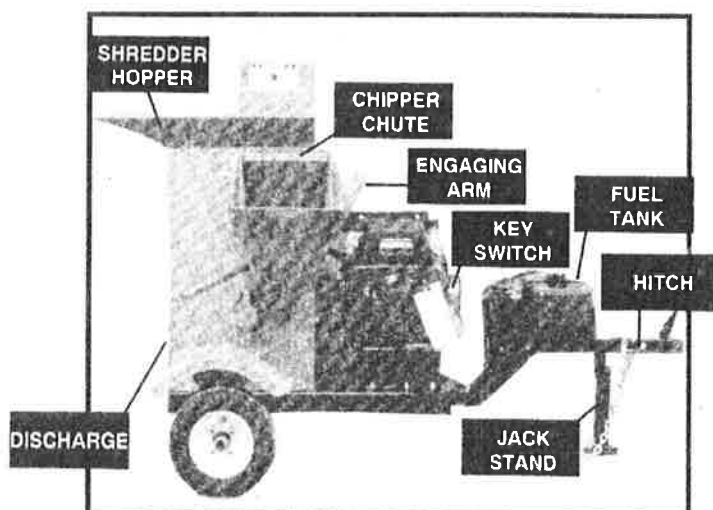 SHREDDER
HOPPER
CHIPPER
CHUTE
ENGAGING
ARM
FUEL
TANK
KEY
SWITCH
HITCH
DISCHARGE
JACK
STAND